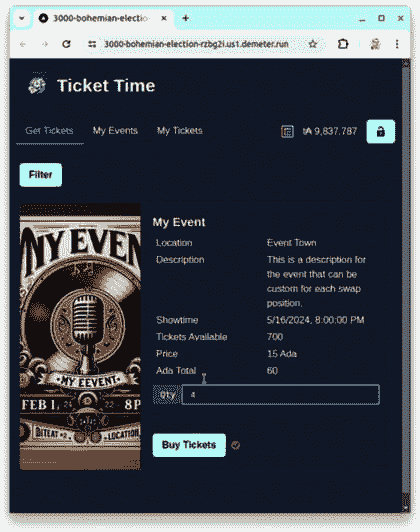 3000-bohemian-electio
3000-bohemian-election-rzbg2i.us1.demeter.run
Ticket Time
Get Tickets
My Events
My Tickets
t₳ 9,837.787
Filter
MY EVEN
MY EEVENT
FEB 1,
8P
LOCATION
My Event
Location Event Town
Description This is a description for
the event that can be
custom for each swap
position.
Showtime 5/16/2024, 8:00:00 PM
Tickets Available 700
Price 15 Ada
Ada Total 60
Qty 4
Buy Tickets